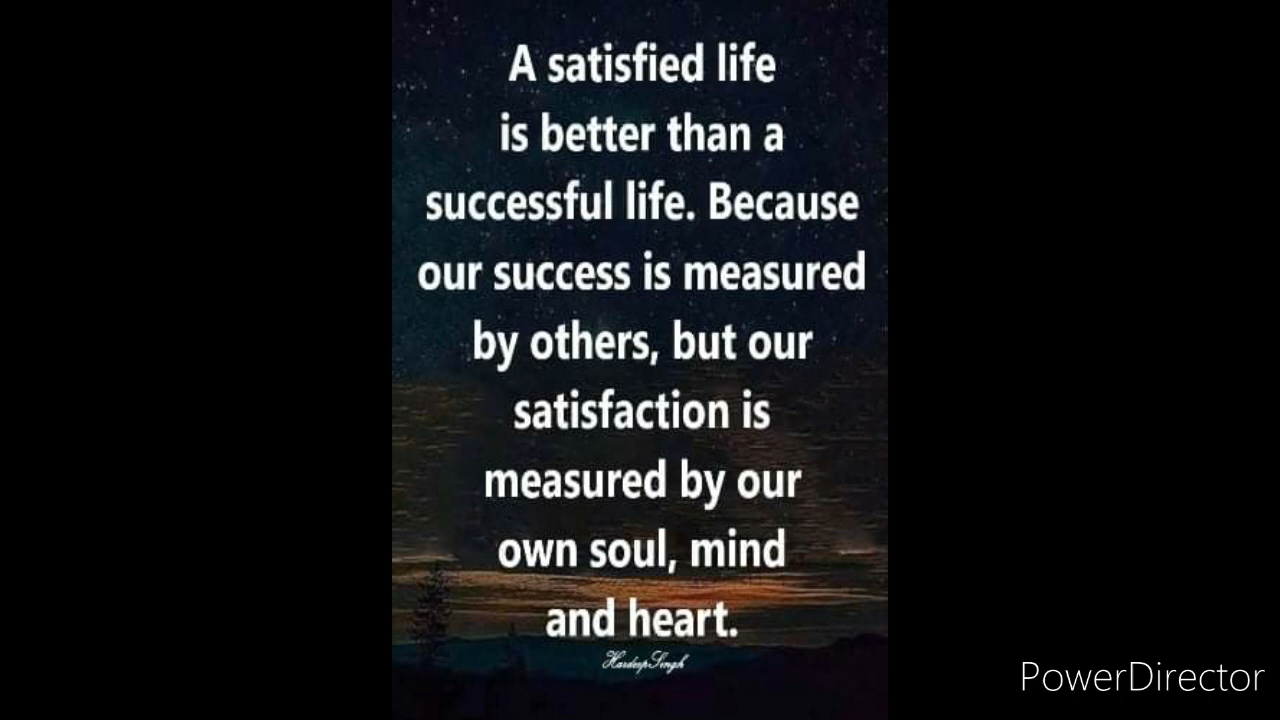 A satisfied life
is better than a
successful life. Because
our success is measured
by others, but our
satisfaction is
measured by our
own soul, mind
and heart.
HardeepSingh
PowerDirector